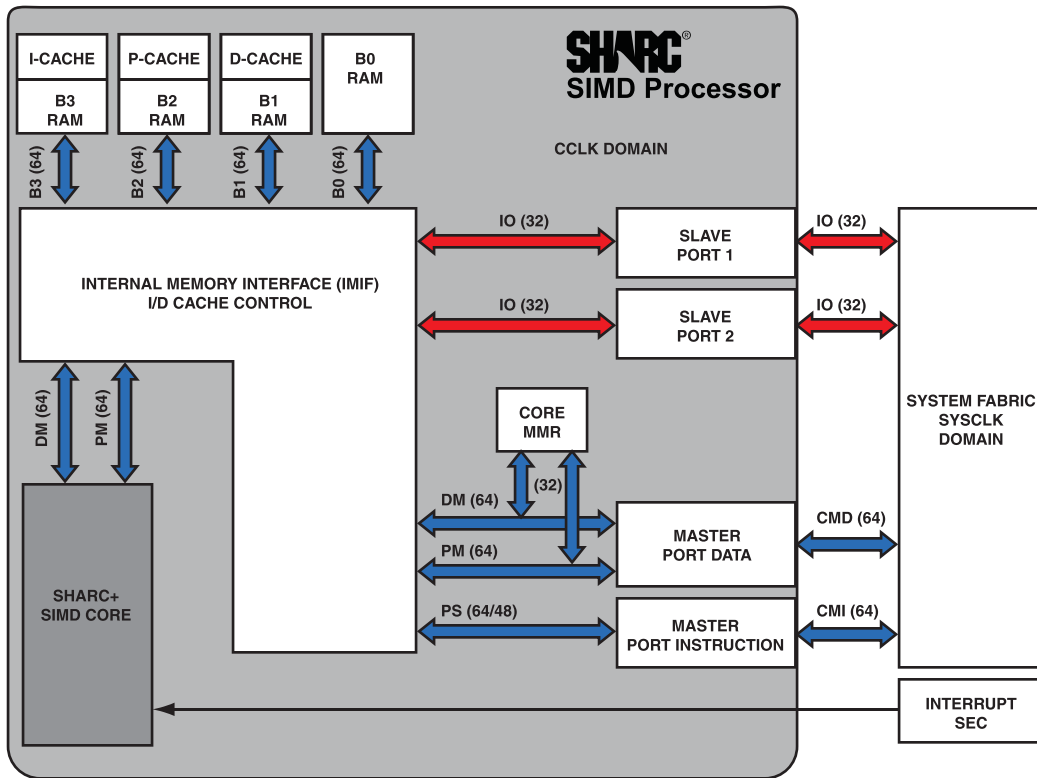 SHARC®
SIMD Processor
I-CACHE
P-CACHE
D-CACHE
B0
RAM
B3
RAM
B2
RAM
B1
RAM
CCLK DOMAIN
B3 (64)
B2 (64)
B1 (64)
B0 (64)
IO (32)
SLAVE
PORT 1
IO (32)
INTERNAL MEMORY INTERFACE (IMIF)
I/D CACHE CONTROL
IO (32)
SLAVE
PORT 2
IO (32)
DM (64)
PM (64)
CORE
MMR
SYSTEM FABRIC
SYSCLK
DOMAIN
(32)
DM (64)
PM (64)
MASTER
PORT DATA
CMD (64)
SHARC+
SIMD CORE
PS (64/48)
MASTER
PORT INSTRUCTION
CMI (64)
INTERRUPT
SEC